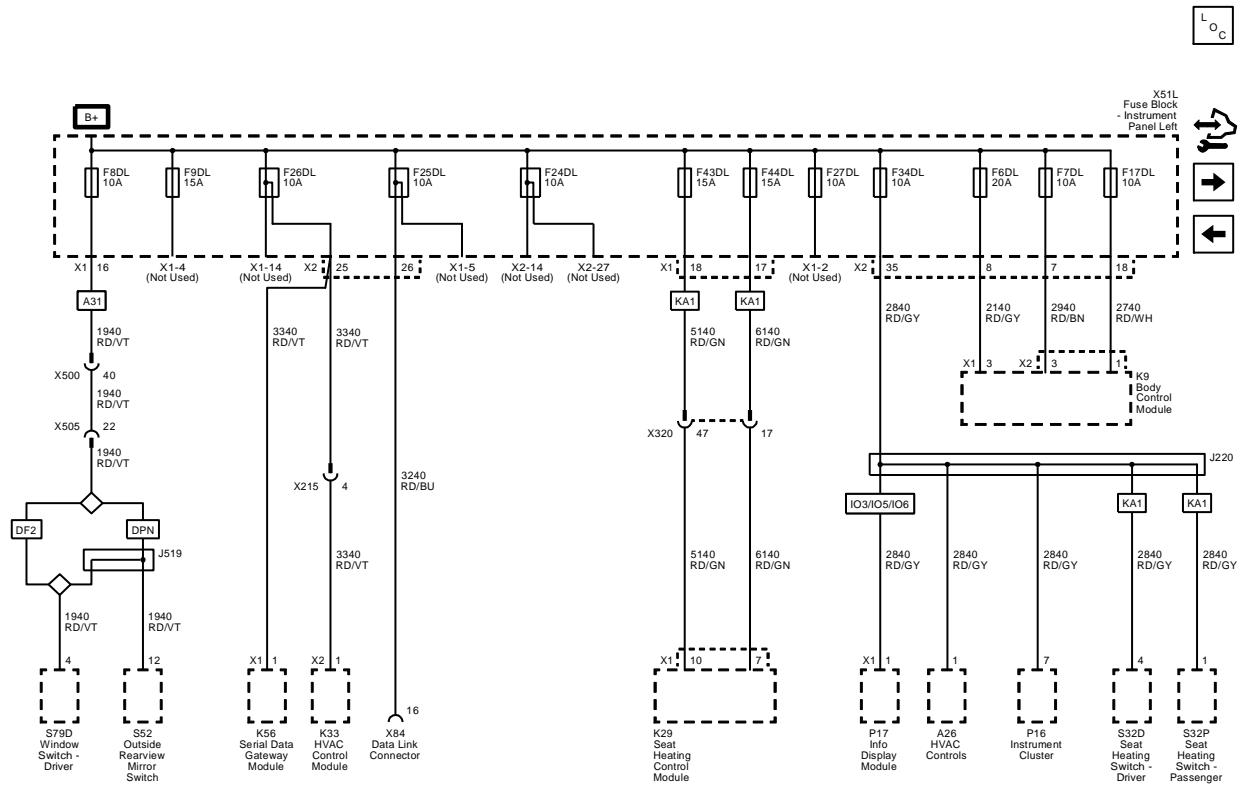 L
O
C
B+
X51L
Fuse Block
- Instrument
Panel Left
F8DL
10A
F9DL
15A
F26DL
10A
F25DL
10A
F24DL
10A
F43DL
15A
F44DL
15A
F27DL
10A
F34DL
10A
F6DL
20A
F7DL
10A
F17DL
10A
X1 16
X1-4
(Not Used)
X1-14
(Not Used)
X2 25
26
X1-5
(Not Used)
X2-14
(Not Used)
X2-27
(Not Used)
X1 18
17
X1-2
(Not Used)
X2 35
8
7
18
A31
KA1
KA1
1940
RD/VT
3340
RD/VT
3340
RD/VT
5140
RD/GN
6140
RD/GN
2840
RD/GY
2140
RD/GY
2940
RD/BN
2740
RD/WH
X500 40
1940
RD/VT
X1 3
X2 3
1
K9
Body
Control
Module
X505 22
1940
RD/VT
X320 47
17
J220
3240
RD/BU
X215 4
IO3/IO5/IO6
KA1
KA1
DF2
DPN
J519
3340
RD/VT
5140
RD/GN
6140
RD/GN
2840
RD/GY
2840
RD/GY
2840
RD/GY
2840
RD/GY
2840
RD/GY
1940
RD/VT
1940
RD/VT
4
12
X1 1
X2 1
16
X1 10
7
X1 1
1
7
4
1
S79D
Window
Switch -
Driver
S52
Outside
Rearview
Mirror
Switch
K56
Serial Data
Gateway
Module
K33
HVAC
Control
Module
X84
Data Link
Connector
K29
Seat
Heating
Control
Module
P17
Info
Display
Module
A26
HVAC
Controls
P16
Instrument
Cluster
S32D
Seat
Heating
Switch -
Driver
S32P
Seat
Heating
Switch -
Passenger